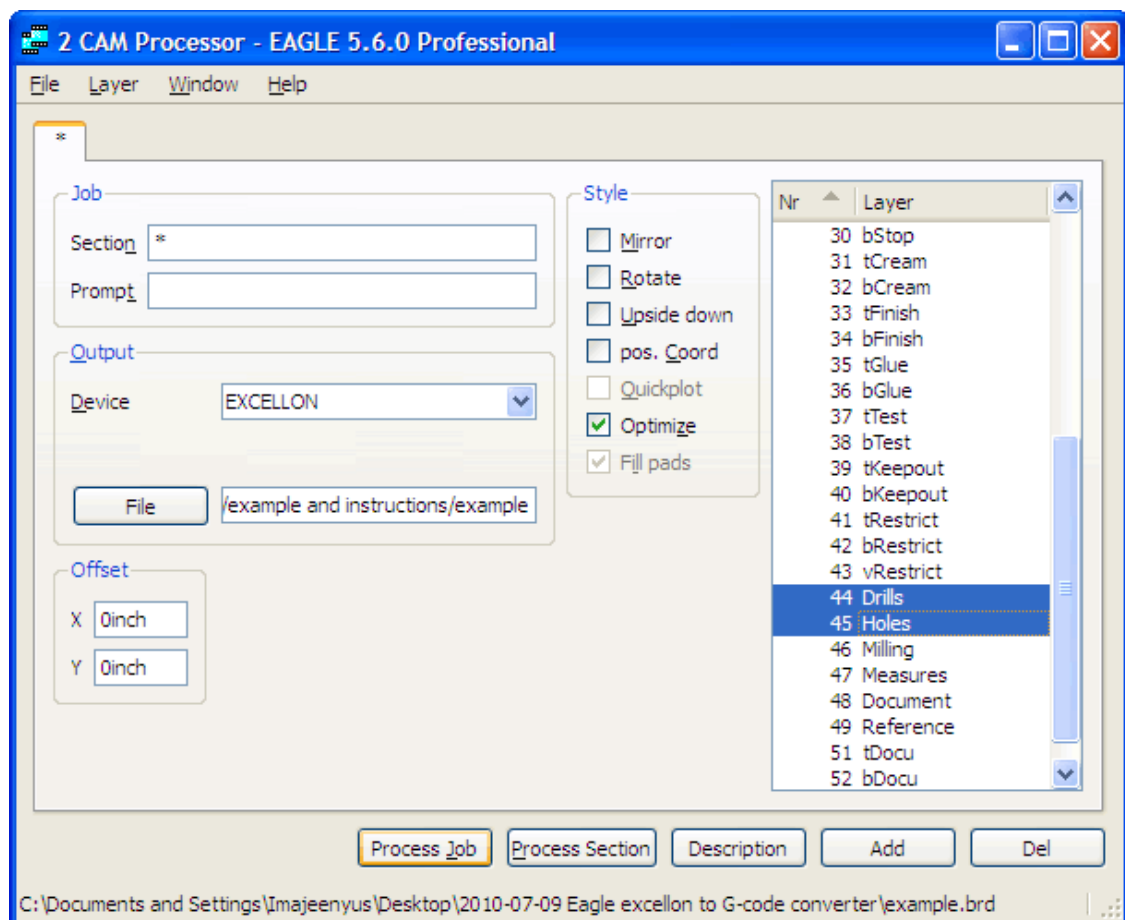 2 CAM Processor - EAGLE 5.6.0 Professional
File Layer Window Help
*
Job
Section *
Prompt
Output
Device EXCELLON
File /example and instructions/example
Offset
X 0inch
Y 0inch
Style
Mirror
Rotate
Upside down
pos. Coord
Quickplot
Optimize
Fill pads
Nr Layer
30 bStop
31 tCream
32 bCream
33 tFinish
34 bFinish
35 tGlue
36 bGlue
37 tTest
38 bTest
39 tKeepout
40 bKeepout
41 tRestrict
42 bRestrict
43 vRestrict
44 Drills
45 Holes
46 Milling
47 Measures
48 Document
49 Reference
51 tDocu
52 bDocu
Process Job Process Section Description Add Del
C:\Documents and Settings\Imajeenyus\Desktop\2010-07-09 Eagle excellon to G-code converter\example.brd